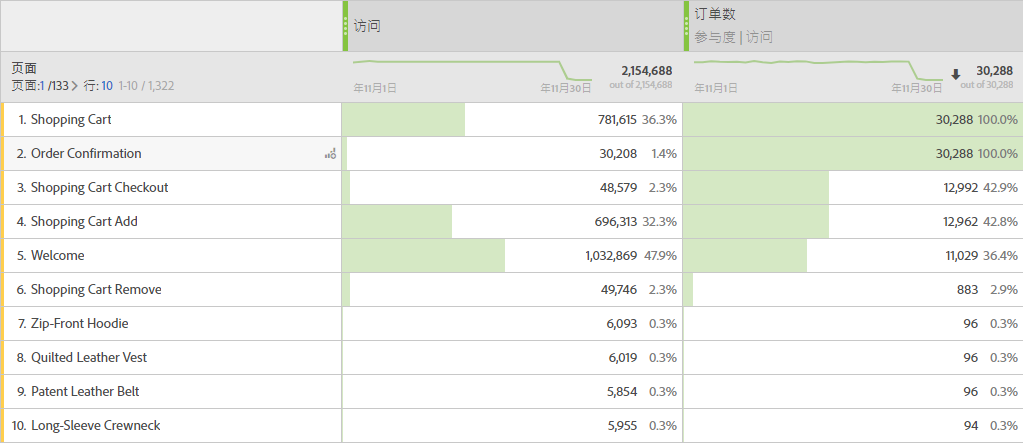 访问
订单数
参与度 | 访问
页面
页面:1 /133 行: 10 1-10 / 1,322
2,154,688
out of 2,154,688
年11月1日 年11月30日
30,288
out of 30,288
年11月1日 年11月30日
1. Shopping Cart 781,615 36.3% 30,288 100.0%
2. Order Confirmation 30,208 1.4% 30,288 100.0%
3. Shopping Cart Checkout 48,579 2.3% 12,992 42.9%
4. Shopping Cart Add 696,313 32.3% 12,962 42.8%
5. Welcome 1,032,869 47.9% 11,029 36.4%
6. Shopping Cart Remove 49,746 2.3% 883 2.9%
7. Zip-Front Hoodie 6,093 0.3% 96 0.3%
8. Quilted Leather Vest 6,019 0.3% 96 0.3%
9. Patent Leather Belt 5,854 0.3% 96 0.3%
10. Long-Sleeve Crewneck 5,955 0.3% 94 0.3%